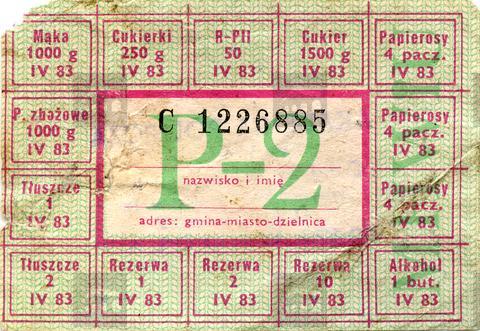 Mąka
1000 g
IV 83
Cukierki
250 g
IV 83
R-PII
50
IV 83
Cukier
1500 g
IV 83
Papierosy
4 pacz.
IV 83
P. zbożowe
1000 g
IV 83
C 1226885
P-2
nazwisko i imię
adres: gmina-miasto-dzielnica
Papierosy
4 pacz.
IV 83
Tłuszcze
1
IV 83
Papierosy
4 pacz.
IV 83
Tłuszcze
2
IV 83
Rezerwa
1
IV 83
Rezerwa
2
IV 83
Rezerwa
10
IV 83
Alkohol
1 but.
IV 83